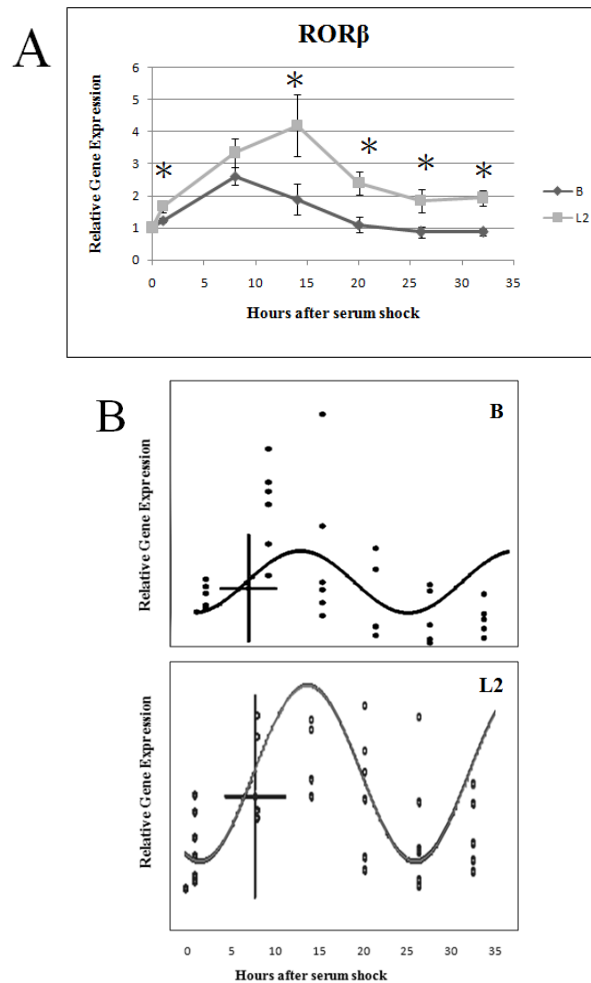 A
RORβ
Relative Gene Expression
6
5
4
3
2
1
0
* * * * *
0 5 10 15 20 25 30 35
Hours after serum shock
B
L2
B
B
Relative Gene Expression
L2
Relative Gene Expression
0 5 10 15 20 25 30 35
Hours after serum shock